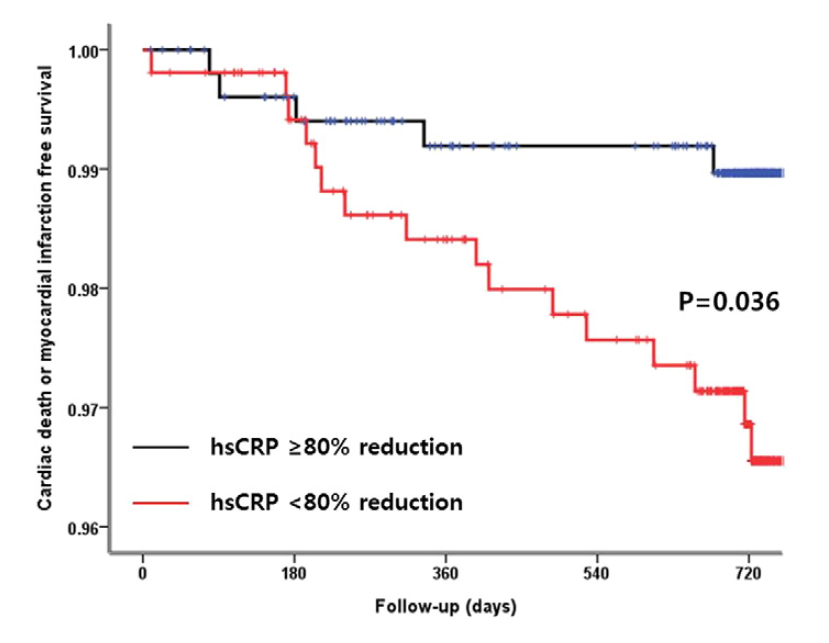 Cardiac death or myocardial infarction free survival
1.00
0.99
0.98
0.97
0.96
P=0.036
hsCRP ≥80% reduction
hsCRP <80% reduction
0
180
360
540
720
Follow-up (days)